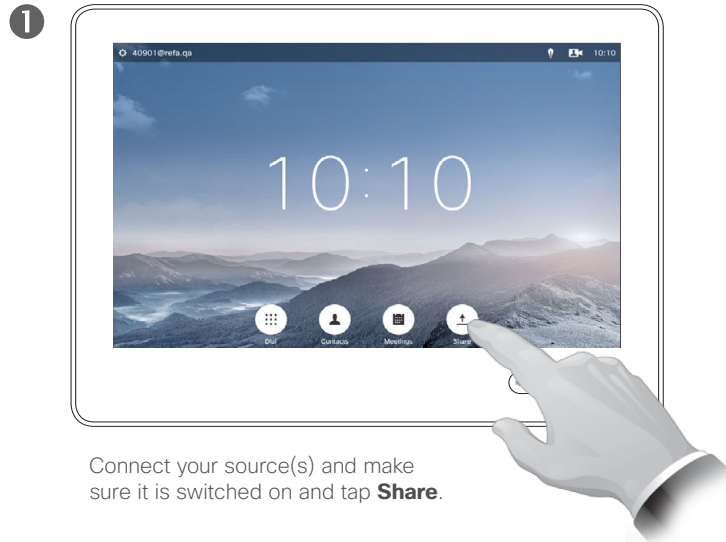 1
40901@refa.qa 10:10
10:10
Dial Contacts Meetings Share
Connect your source(s) and make
sure it is switched on and tap Share.